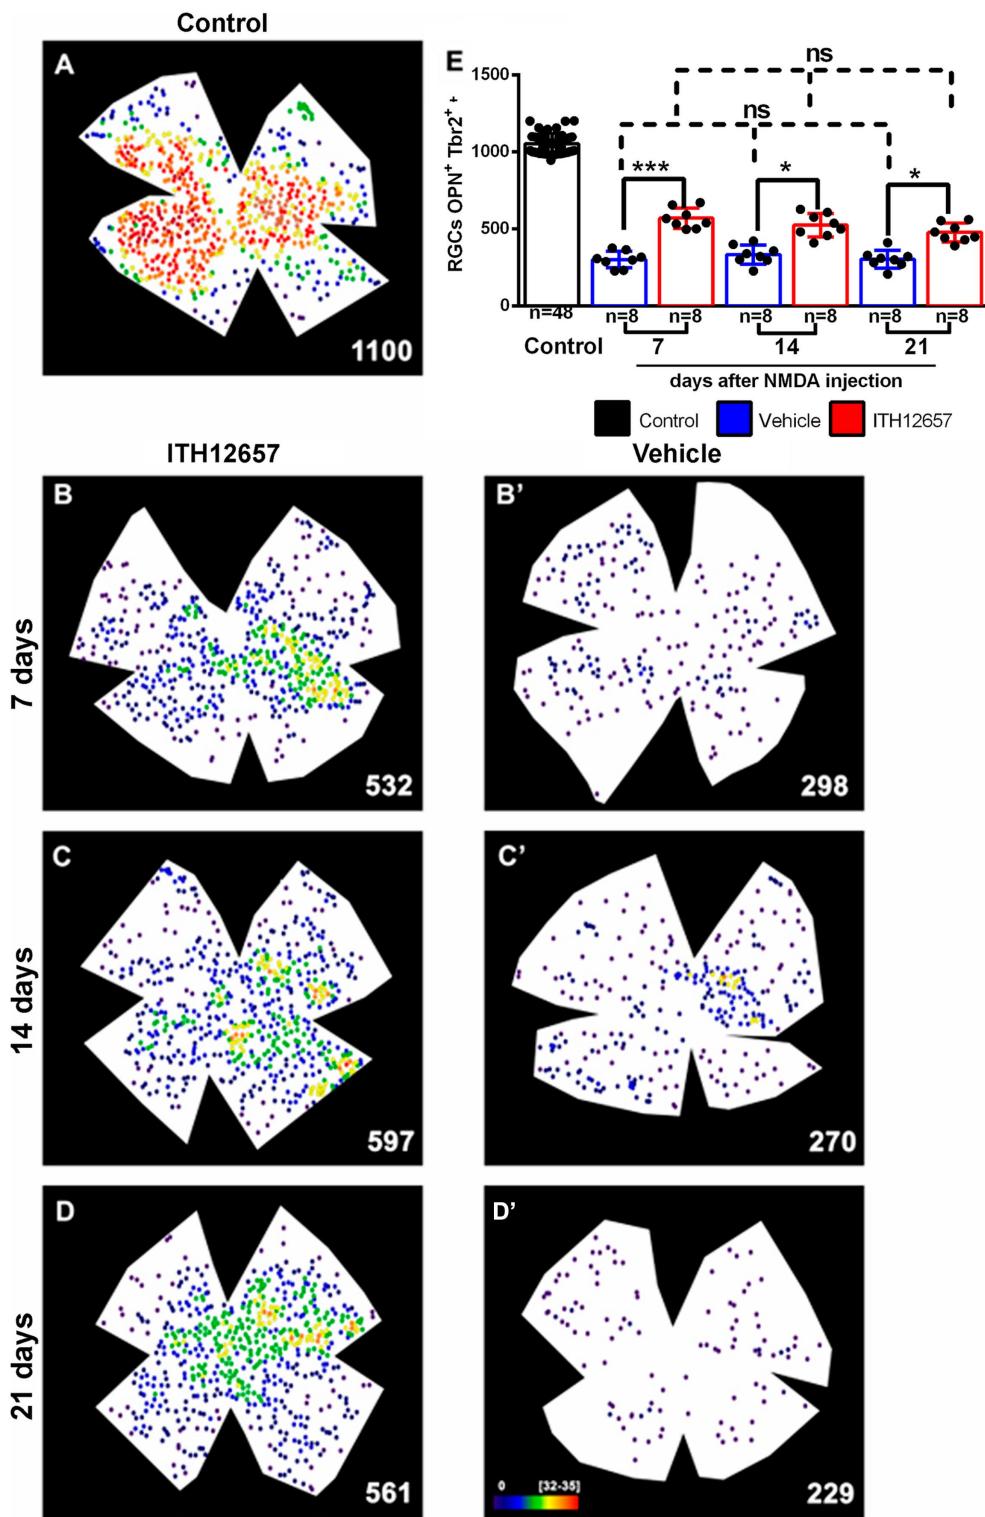 Control
A
1100
E
ns
1500
ns
1000
***
*
*
500
0
RGCs OPN⁺ Tbr2⁺ +
n=48
n=8
n=8
n=8
n=8
n=8
n=8
Control
7
14
21
days after NMDA injection
Control
Vehicle
ITH12657
ITH12657
Vehicle
7 days
B
532
B'
298
14 days
C
597
C'
270
21 days
D
561
D'
0
[32-35]
229